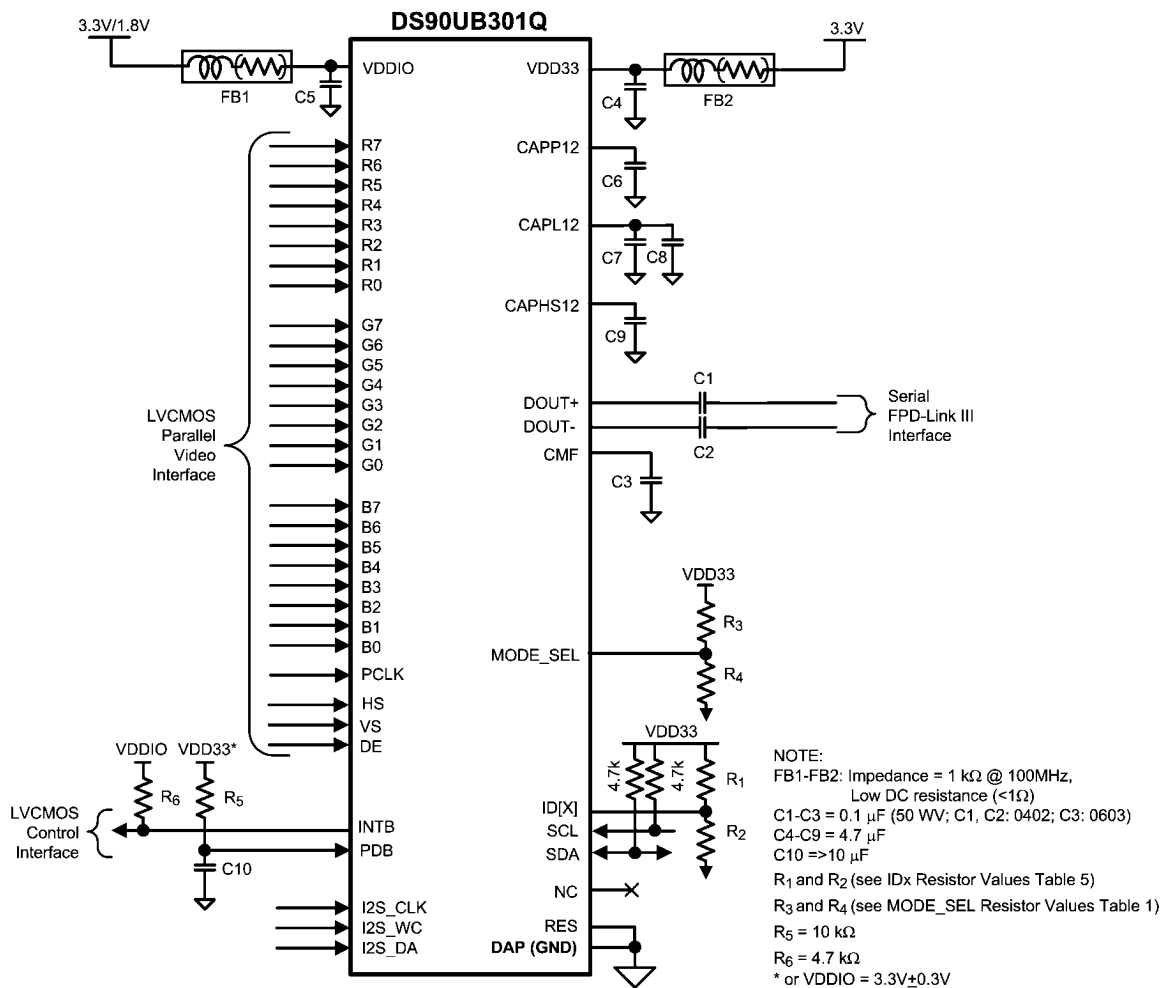 DS90UB301Q
3.3V/1.8V
3.3V
VDDIO
VDD33
FB1
C5
C4
FB2
R7
R6
R5
R4
R3
R2
R1
R0
CAPP12
C6
CAPL12
C7
C8
CAPHS12
C9
G7
G6
G5
G4
G3
G2
G1
G0
LVCMOS
Parallel
Video
Interface
C1
DOUT+
DOUT-
C2
Serial
FPD-Link III
Interface
CMF
C3
B7
B6
B5
B4
B3
B2
B1
B0
PCLK
HS
VS
DE
VDD33
R3
MODE_SEL
R4
VDDIO
VDD33*
R6
R5
LVCMOS
Control
Interface
INTB
PDB
C10
VDD33
4.7k
4.7k
R1
ID[X]
SCL
R2
SDA
NC
RES
DAP (GND)
I2S_CLK
I2S_WC
I2S_DA
NOTE:
FB1-FB2: Impedance = 1 kΩ @ 100MHz,
Low DC resistance (<1Ω)
C1-C3 = 0.1 μF (50 WV; C1, C2: 0402; C3: 0603)
C4-C9 = 4.7 μF
C10 =>10 μF
R1 and R2 (see IDx Resistor Values Table 5)
R3 and R4 (see MODE_SEL Resistor Values Table 1)
R5 = 10 kΩ
R6 = 4.7 kΩ
* or VDDIO = 3.3V±0.3V